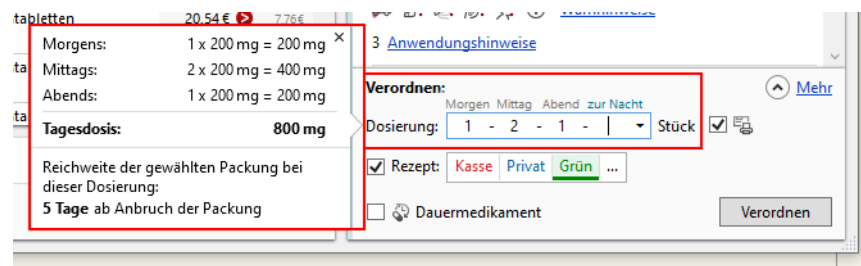 tabletten 20.54 € 7.76 €
Warnhinweise
3 Anwendungshinweise
Morgens: 1 x 200 mg = 200 mg ×
Mittags: 2 x 200 mg = 400 mg
Abends: 1 x 200 mg = 200 mg
Tagesdosis: 800 mg
Reichweite der gewählten Packung bei
dieser Dosierung:
5 Tage ab Anbruch der Packung
Verordnen: Mehr
Morgen Mittag Abend zur Nacht
Dosierung: 1 - 2 - 1 - Stück
Rezept: Kasse Privat Grün ...
Dauermedikament Verordnen